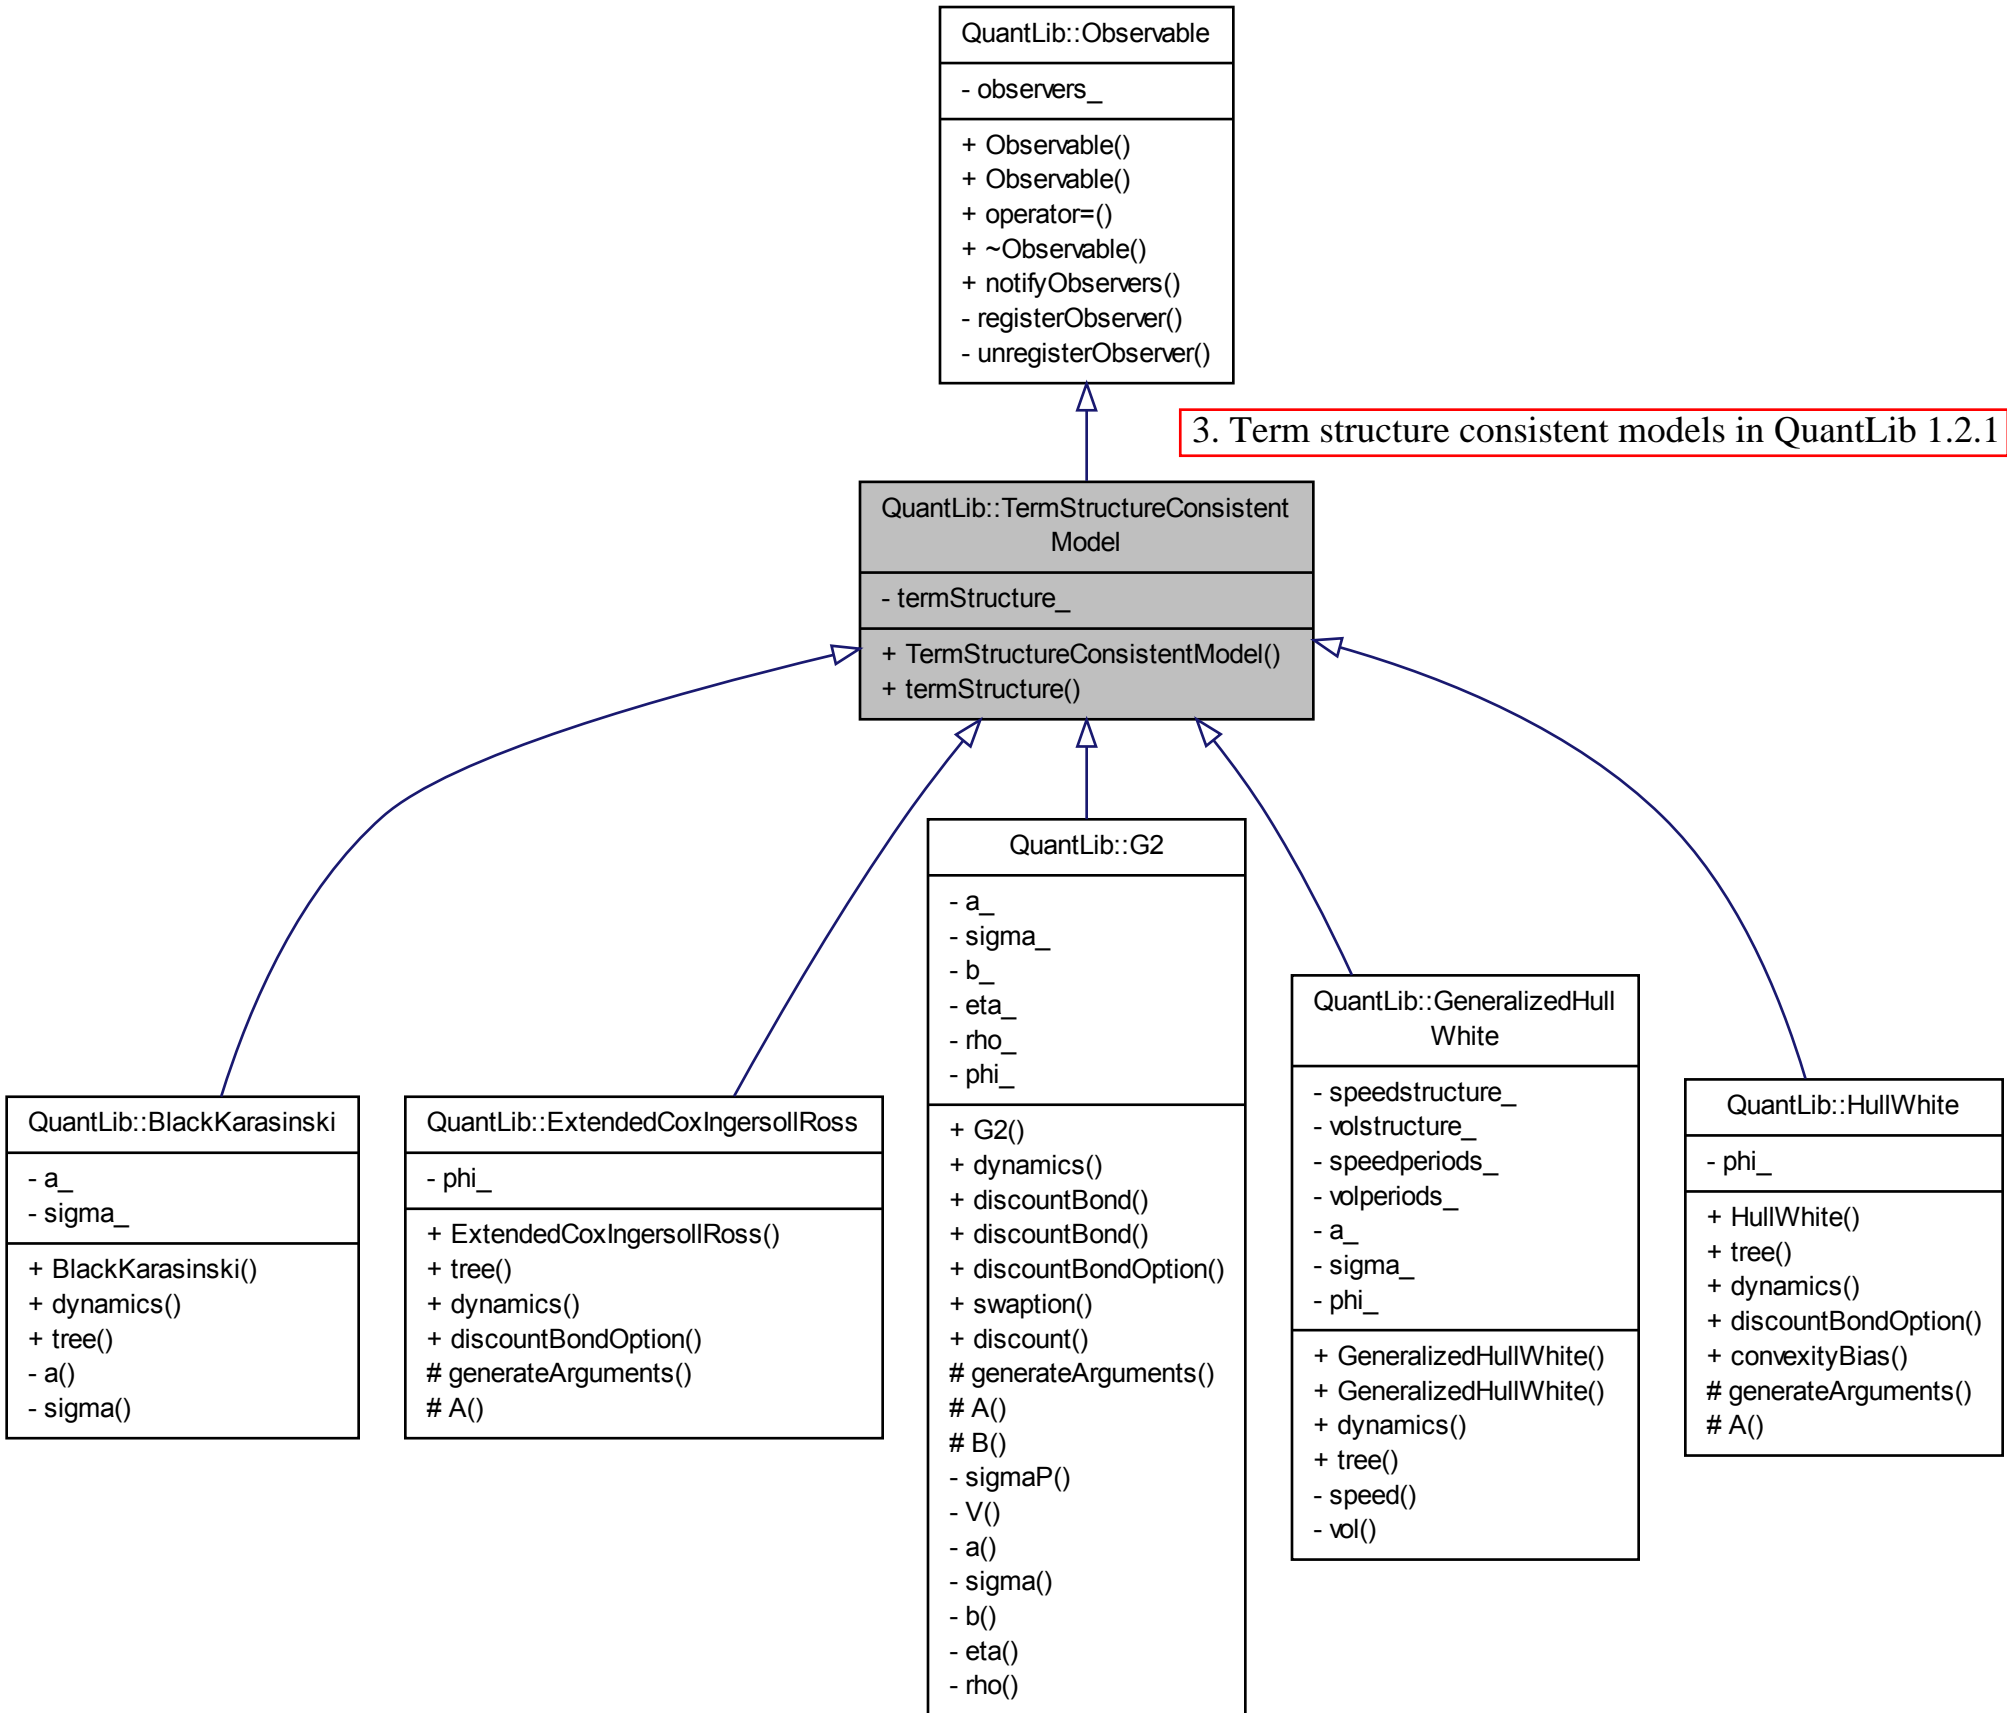 QuantLib::Observable
- observers_
+ Observable()
+ Observable()
+ operator=()
+ ~Observable()
+ notifyObservers()
- registerObserver()
- unregisterObserver()
3. Term structure consistent models in QuantLib 1.2.1
QuantLib::TermStructureConsistent
Model
- termStructure_
+ TermStructureConsistentModel()
+ termStructure()
QuantLib::BlackKarasinski
- a_
- sigma_
+ BlackKarasinski()
+ dynamics()
+ tree()
- a()
- sigma()
QuantLib::ExtendedCoxIngersollRoss
- phi_
+ ExtendedCoxIngersollRoss()
+ tree()
+ dynamics()
+ discountBondOption()
# generateArguments()
# A()
QuantLib::G2
- a_
- sigma_
- b_
- eta_
- rho_
- phi_
+ G2()
+ dynamics()
+ discountBond()
+ discountBond()
+ discountBondOption()
+ swaption()
+ discount()
# generateArguments()
# A()
# B()
- sigmaP()
- V()
- a()
- sigma()
- b()
- eta()
- rho()
QuantLib::GeneralizedHull
White
- speedstructure_
- volstructure_
- speedperiods_
- volperiods_
- a_
- sigma_
- phi_
+ GeneralizedHullWhite()
+ GeneralizedHullWhite()
+ dynamics()
+ tree()
- speed()
- vol()
QuantLib::HullWhite
- phi_
+ HullWhite()
+ tree()
+ dynamics()
+ discountBondOption()
+ convexityBias()
# generateArguments()
# A()